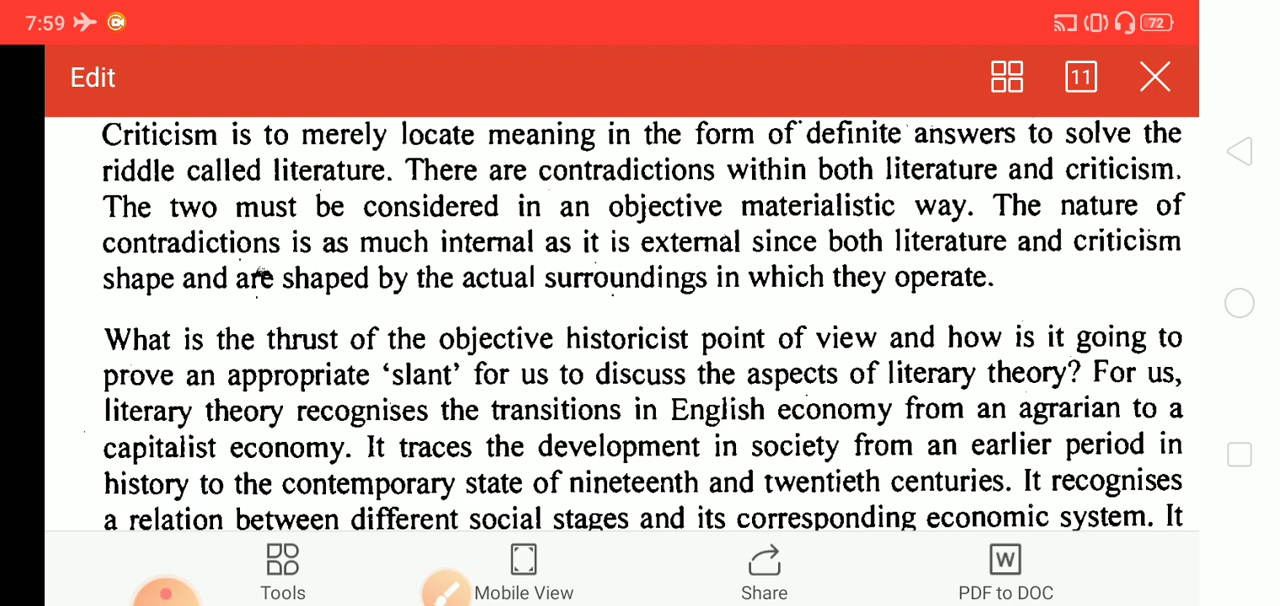 7:59
72
Edit
11
Criticism is to merely locate meaning in the form of definite answers to solve the
riddle called literature. There are contradictions within both literature and criticism.
The two must be considered in an objective materialistic way. The nature of
contradictions is as much internal as it is external since both literature and criticism
shape and are shaped by the actual surroundings in which they operate.
What is the thrust of the objective historicist point of view and how is it going to
prove an appropriate ‘slant’ for us to discuss the aspects of literary theory? For us,
literary theory recognises the transitions in English economy from an agrarian to a
capitalist economy. It traces the development in society from an earlier period in
history to the contemporary state of nineteenth and twentieth centuries. It recognises
a relation between different social stages and its corresponding economic system. It
W
Tools
Mobile View
Share
PDF to DOC